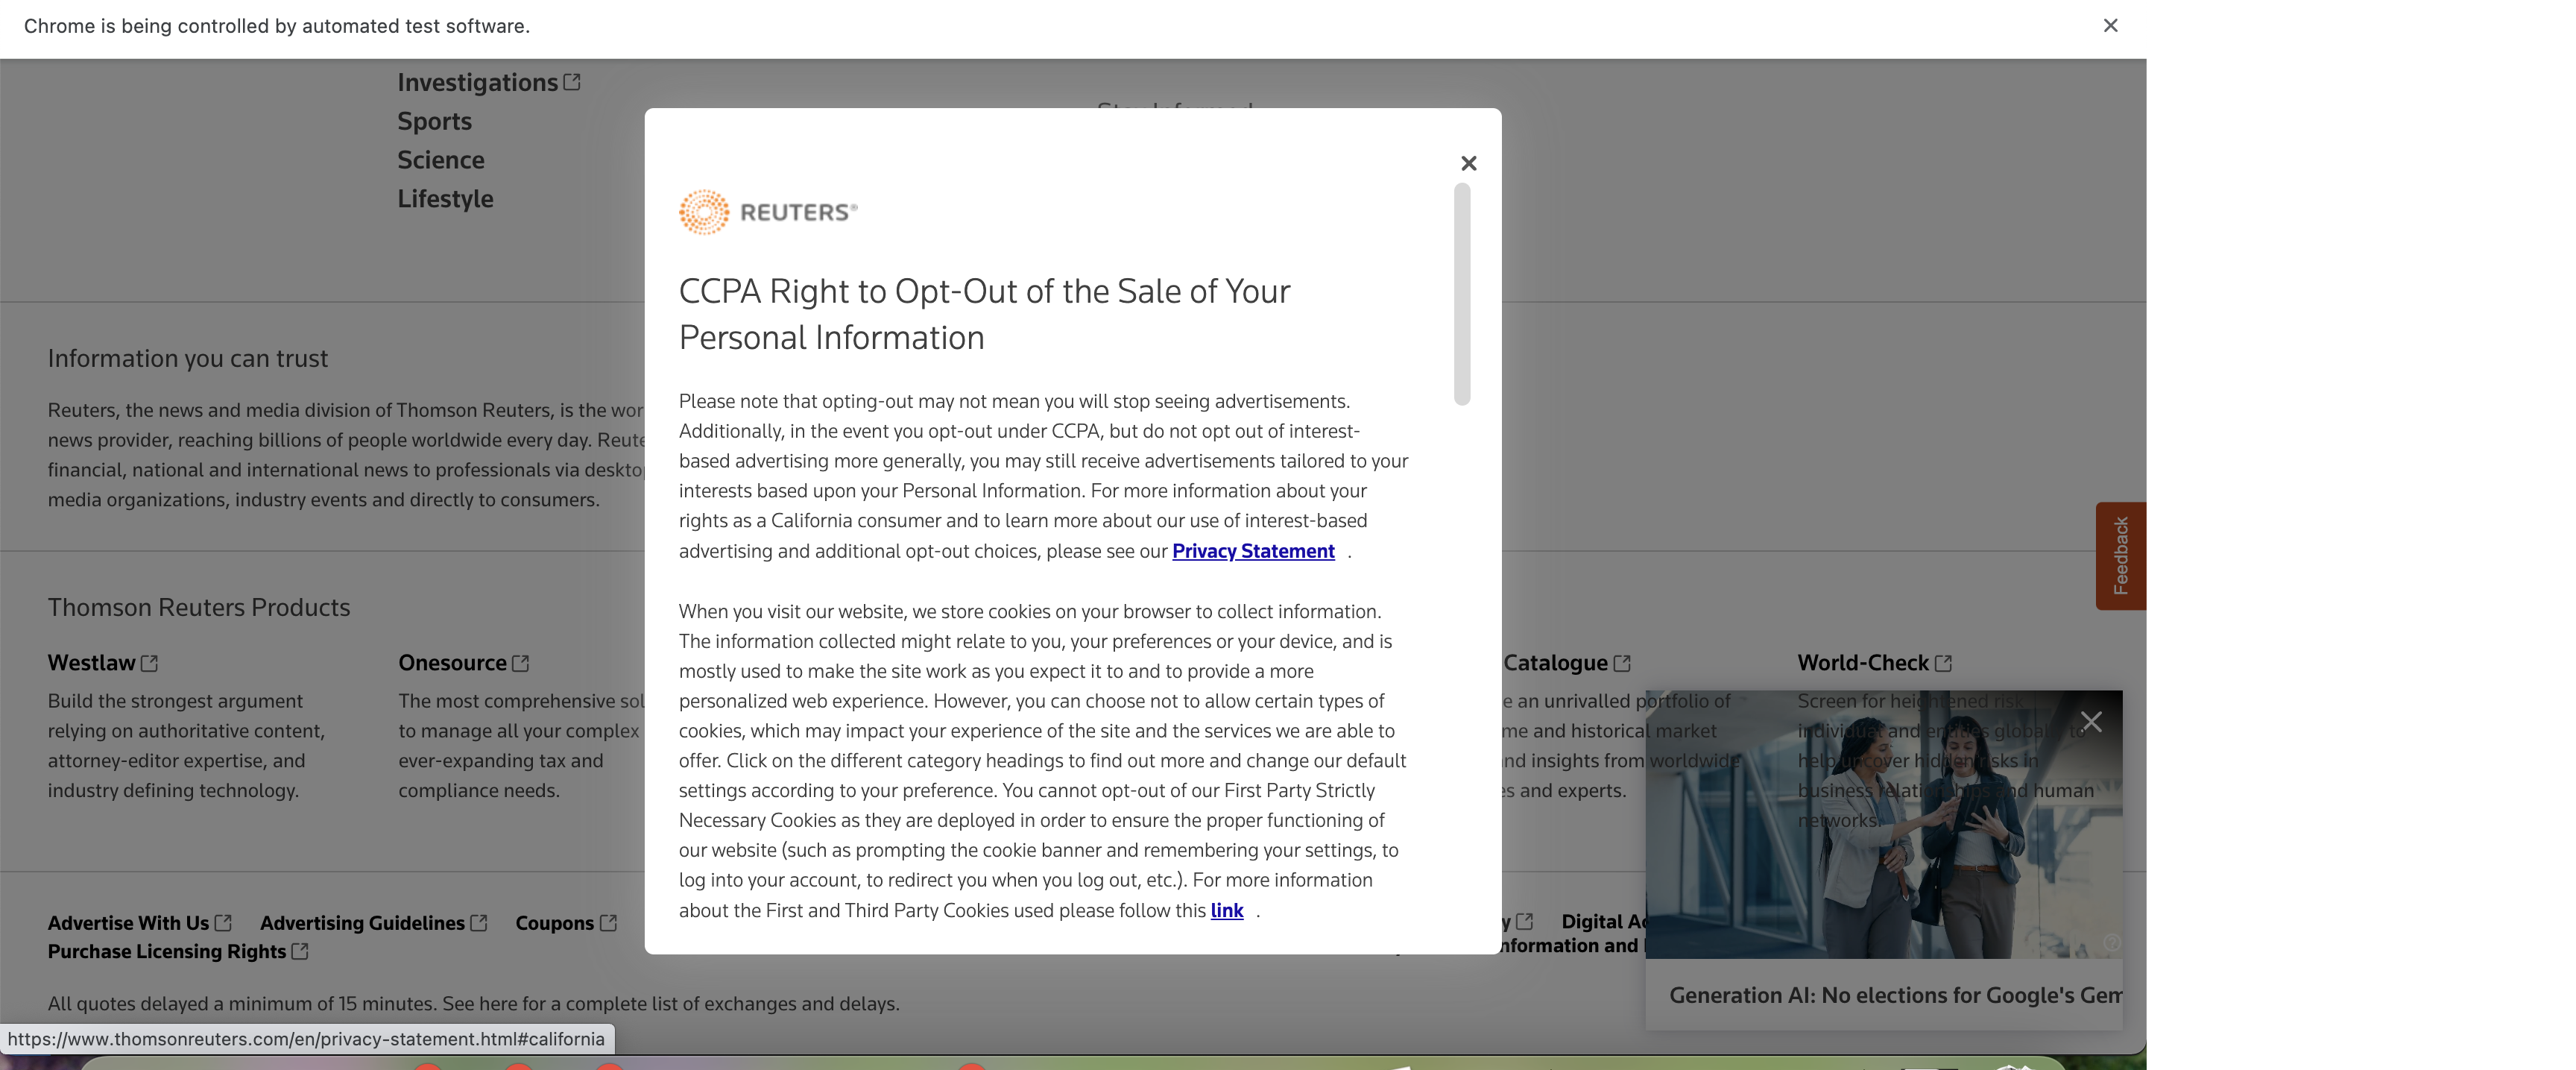 Chrome is being controlled by automated test software.
Investigations
Sports
Science
Lifestyle
Information you can trust
Reuters, the news and media division of Thomson Reuters, is the
news provider, reaching billions of people worldwide every day.
financial, national and international news to professionals via
media organizations, industry events and directly to consumers.
REUTERS®
CCPA Right to Opt-Out of the Sale of Your
Personal Information
Please note that opting-out may not mean you will stop seeing advertisements.
Additionally, in the event you opt-out under CCPA, but do not opt out of interest-
based advertising more generally, you may still receive advertisements tailored to your
interests based upon your Personal Information. For more information about your
rights as a California consumer and to learn more about our use of interest-based
advertising and additional opt-out choices, please see our Privacy Statement .
When you visit our website, we store cookies on your browser to collect information.
The information collected might relate to you, your preferences or your device, and is
mostly used to make the site work as you expect it to and to provide a more
personalized web experience. However, you can choose not to allow certain types of
cookies, which may impact your experience of the site and the services we are able to
offer. Click on the different category headings to find out more and change our default
settings according to your preference. You cannot opt-out of our First Party Strictly
Necessary Cookies as they are deployed in order to ensure the proper functioning of
our website (such as prompting the cookie banner and remembering your settings, to
log into your account, to redirect you when you log out, etc.). For more information
about the First and Third Party Cookies used please follow this link .
Feedback
Thomson Reuters Products
Westlaw
Build the strongest argument
relying on authoritative content,
attorney-editor expertise, and
industry defining technology.
Onesource
The most comprehensive
to manage all your complex
ever-expanding tax and
compliance needs.
Catalogue
an unrivalled portfolio of
and historical market
insights from worldwide
and experts.
World-Check
Screen for heightened risk
individual and entities globally to
help uncover hidden risks in
business relationships and human
networks.
Advertise With Us
Advertising Guidelines
Coupons
Purchase Licensing Rights
Digital
and
Generation AI: No elections for Google's
All quotes delayed a minimum of 15 minutes. See here for a complete list of exchanges and delays.
https://www.thomsonreuters.com/en/privacy-statement.html#california